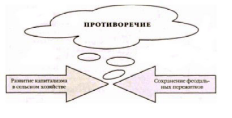 ПРОТИВОРЕЧИЕ
Развитие капитализма
в сельском хозяйстве
Сохранение феодаль-
ных пережитков